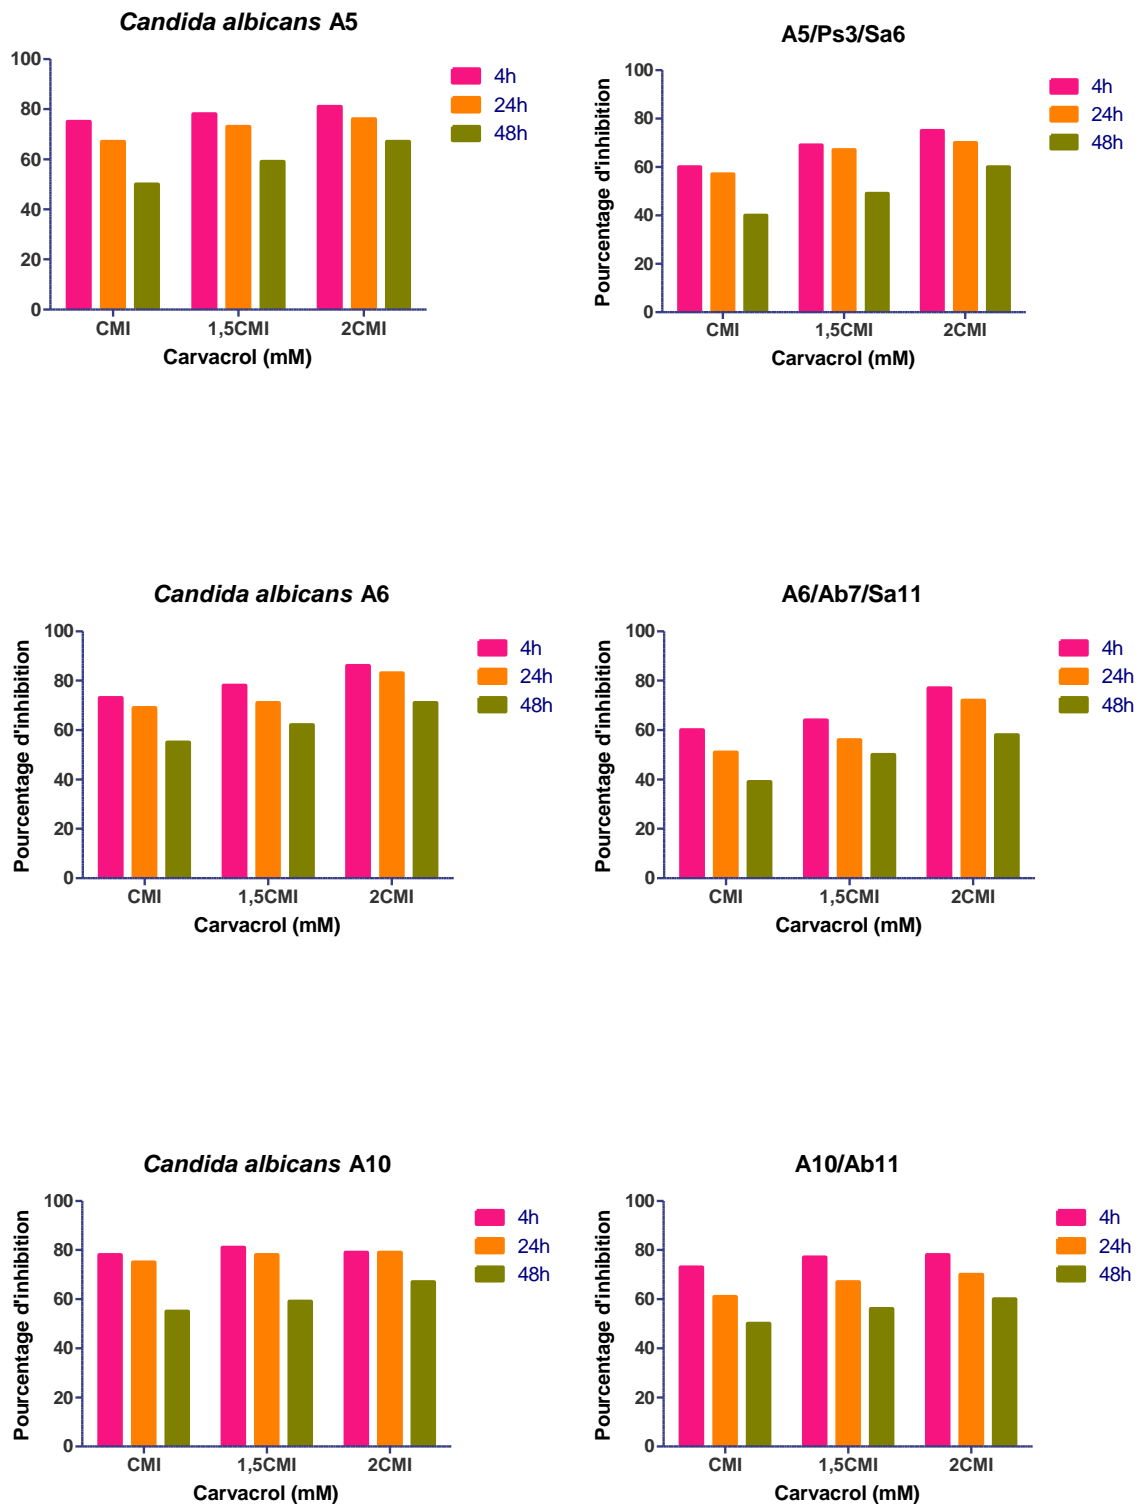 Candida albicans A5
100
80
60
40
20
0
CMI 1,5CMI 2CMI
Carvacrol (mM)
4h
24h
48h
A5/Ps3/Sa6
Pourcentage d'inhibition
100
80
60
40
20
0
CMI 1,5CMI 2CMI
Carvacrol (mM)
4h
24h
48h
Candida albicans A6
Pourcentage d'inhibition
100
80
60
40
20
0
CMI 1,5CMI 2CMI
Carvacrol (mM)
4h
24h
48h
A6/Ab7/Sa11
Pourcentage d'inhibition
100
80
60
40
20
0
CMI 1,5CMI 2CMI
Carvacrol (mM)
4h
24h
48h
Candida albicans A10
Pourcentage d'inhibition
100
80
60
40
20
0
CMI 1,5CMI 2CMI
Carvacrol (mM)
4h
24h
48h
A10/Ab11
Pourcentage d'inhibition
100
80
60
40
20
0
CMI 1,5CMI 2CMI
Carvacrol (mM)
4h
24h
48h